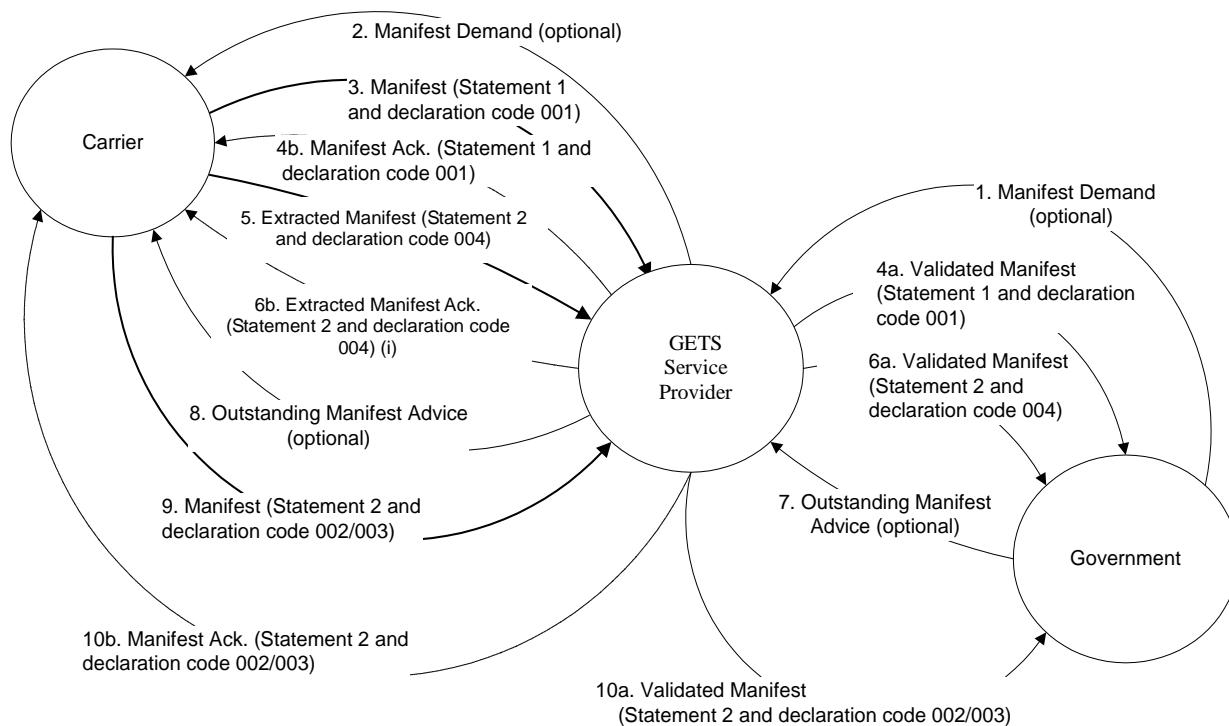 2. Manifest Demand (optional)
3. Manifest (Statement 1
and declaration code 001)
Carrier
4b. Manifest Ack. (Statement 1 and
declaration code 001)
5. Extracted Manifest (Statement 2
and declaration code 004)
1. Manifest Demand
(optional)
4a. Validated Manifest
(Statement 1 and declaration
code 001)
6b. Extracted Manifest Ack.
(Statement 2 and declaration code
004) (i)
GETS
Service
Provider
6a. Validated Manifest
(Statement 2 and
declaration code 004)
8. Outstanding Manifest Advice
(optional)
9. Manifest (Statement 2 and
declaration code 002/003)
7. Outstanding Manifest
Advice (optional)
Government
10b. Manifest Ack. (Statement 2 and
declaration code 002/003)
10a. Validated Manifest
(Statement 2 and declaration code 002/003)